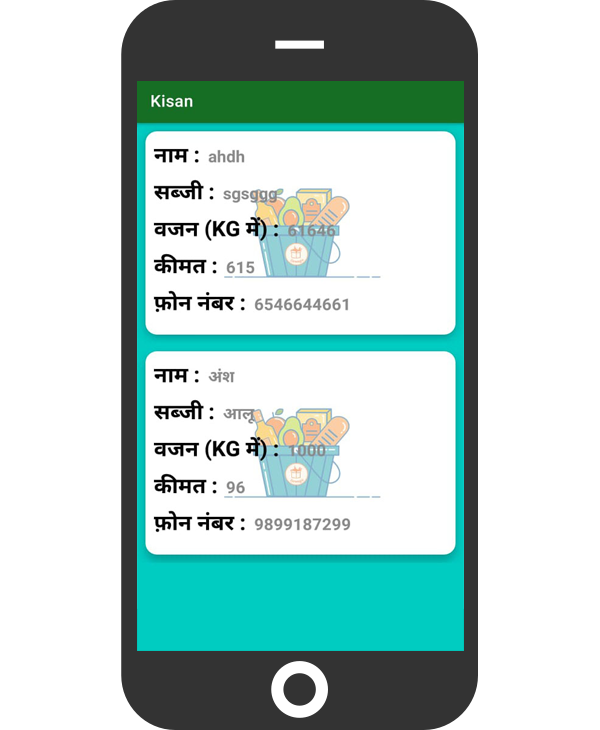 Kisan
नाम : ahdh
सब्जी : sgsggg
वजन (KG में) : 61646
कीमत : 615
फ़ोन नंबर : 6546644661
नाम : अंश
सब्जी : आलू
वजन (KG में) : 1000
कीमत : 96
फ़ोन नंबर : 9899187299